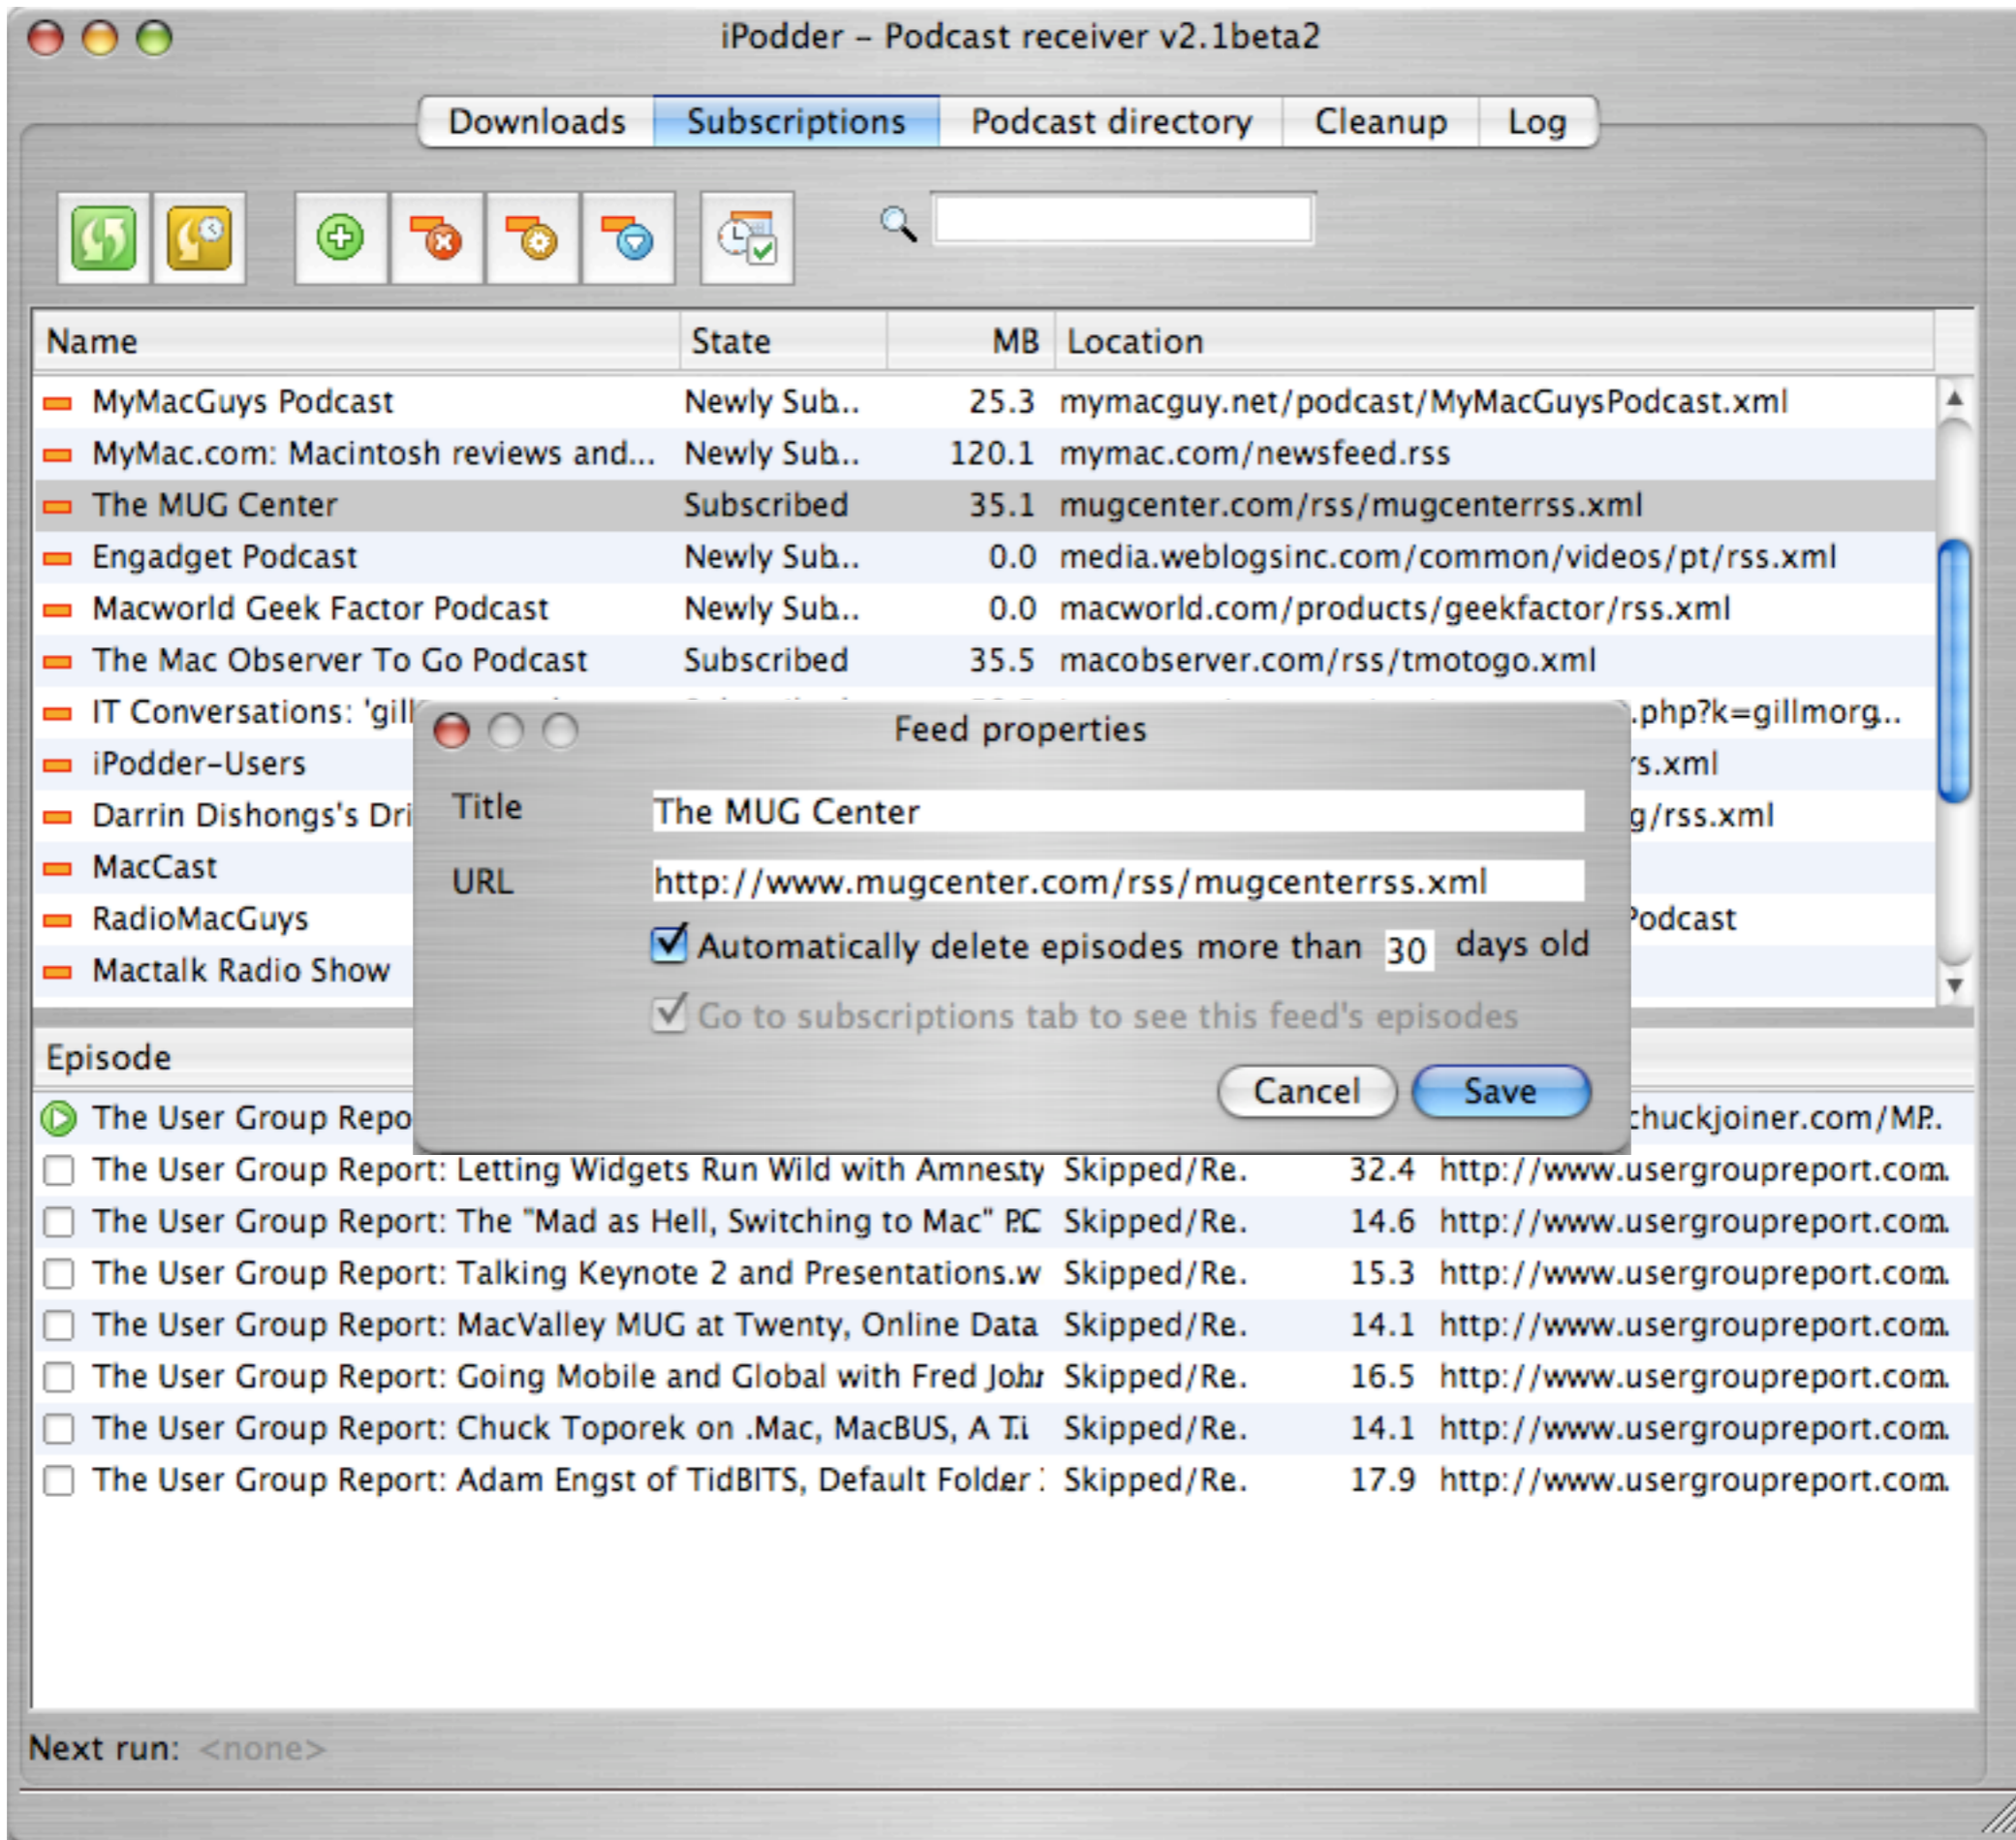 iPodder – Podcast receiver v2.1beta2
Downloads Subscriptions Podcast directory Cleanup Log
Name State MB Location
MyMacGuys Podcast Newly Sub... 25.3 mymacguy.net/podcast/MyMacGuysPodcast.xml
MyMac.com: Macintosh reviews and... Newly Sub... 120.1 mymac.com/newsfeed.rss
The MUG Center Subscribed 35.1 mugcenter.com/rss/mugcenterrss.xml
Engadget Podcast Newly Sub... 0.0 media.weblogsinc.com/common/videos/pt/rss.xml
Macworld Geek Factor Podcast Newly Sub... 0.0 macworld.com/products/geekfactor/rss.xml
The Mac Observer To Go Podcast Subscribed 35.5 macobserver.com/rss/tmotogo.xml
IT Conversations: 'gill .php?k=gillmorg...
iPodder-Users rs.xml
Darrin Dishongs's Dri g/rss.xml
MacCast
RadioMacGuys Podcast
Mactalk Radio Show
Feed properties
Title The MUG Center
URL http://www.mugcenter.com/rss/mugcenterrss.xml
Automatically delete episodes more than 30 days old
Go to subscriptions tab to see this feed's episodes
Cancel Save
Episode
The User Group Repo chuckjoiner.com/MP..
The User Group Report: Letting Widgets Run Wild with Amnesty Skipped/Re.. 32.4 http://www.usergroupreport.com.
The User Group Report: The "Mad as Hell, Switching to Mac" PC Skipped/Re.. 14.6 http://www.usergroupreport.com.
The User Group Report: Talking Keynote 2 and Presentations.w Skipped/Re.. 15.3 http://www.usergroupreport.com.
The User Group Report: MacValley MUG at Twenty, Online Data Skipped/Re.. 14.1 http://www.usergroupreport.com.
The User Group Report: Going Mobile and Global with Fred John Skipped/Re.. 16.5 http://www.usergroupreport.com.
The User Group Report: Chuck Toporek on .Mac, MacBUS, A Ti Skipped/Re.. 14.1 http://www.usergroupreport.com.
The User Group Report: Adam Engst of TidBITS, Default Folder Skipped/Re.. 17.9 http://www.usergroupreport.com.
Next run: <none>